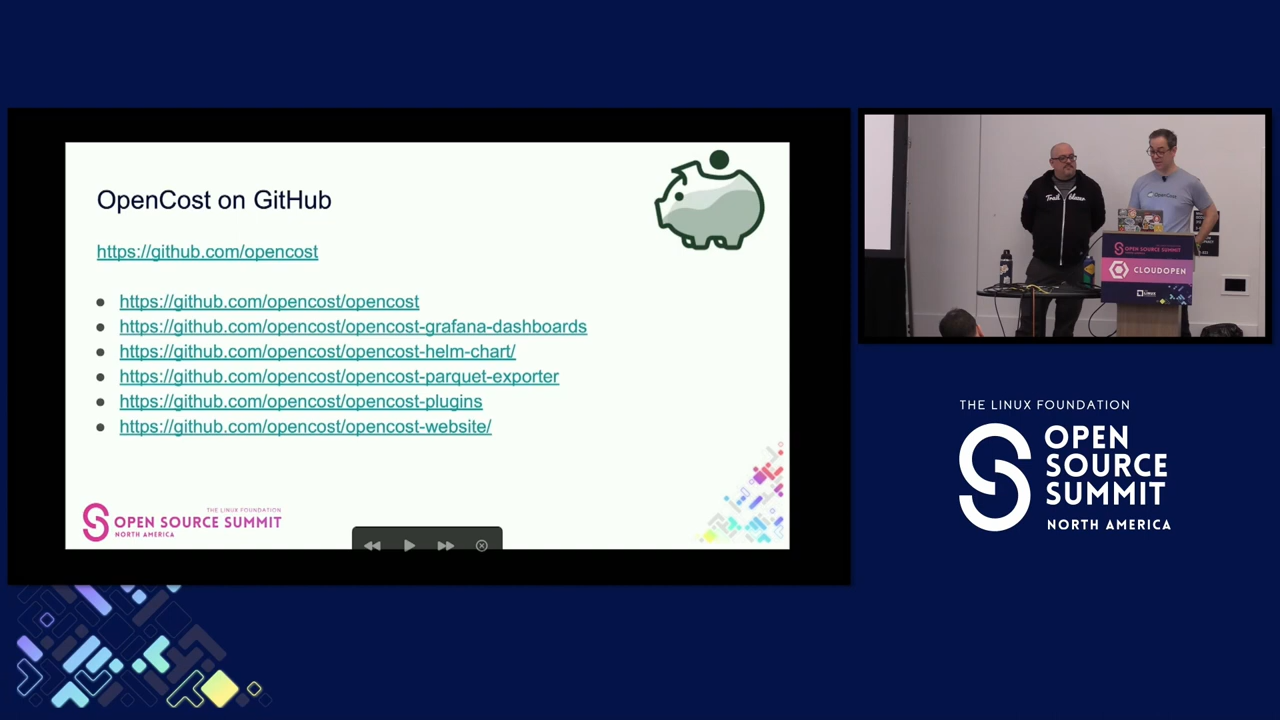 OpenCost on GitHub
https://github.com/opencost
https://github.com/opencost/opencost
https://github.com/opencost/opencost-grafana-dashboards
https://github.com/opencost/opencost-helm-chart/
https://github.com/opencost/opencost-parquet-exporter
https://github.com/opencost/opencost-plugins
https://github.com/opencost/opencost-website/
THE LINUX FOUNDATION
OPEN SOURCE SUMMIT
NORTH AMERICA
OpenCost
OPEN SOURCE SUMMIT
CLOUDOPEN
THE LINUX FOUNDATION
OPEN
SOURCE
SUMMIT
NORTH AMERICA